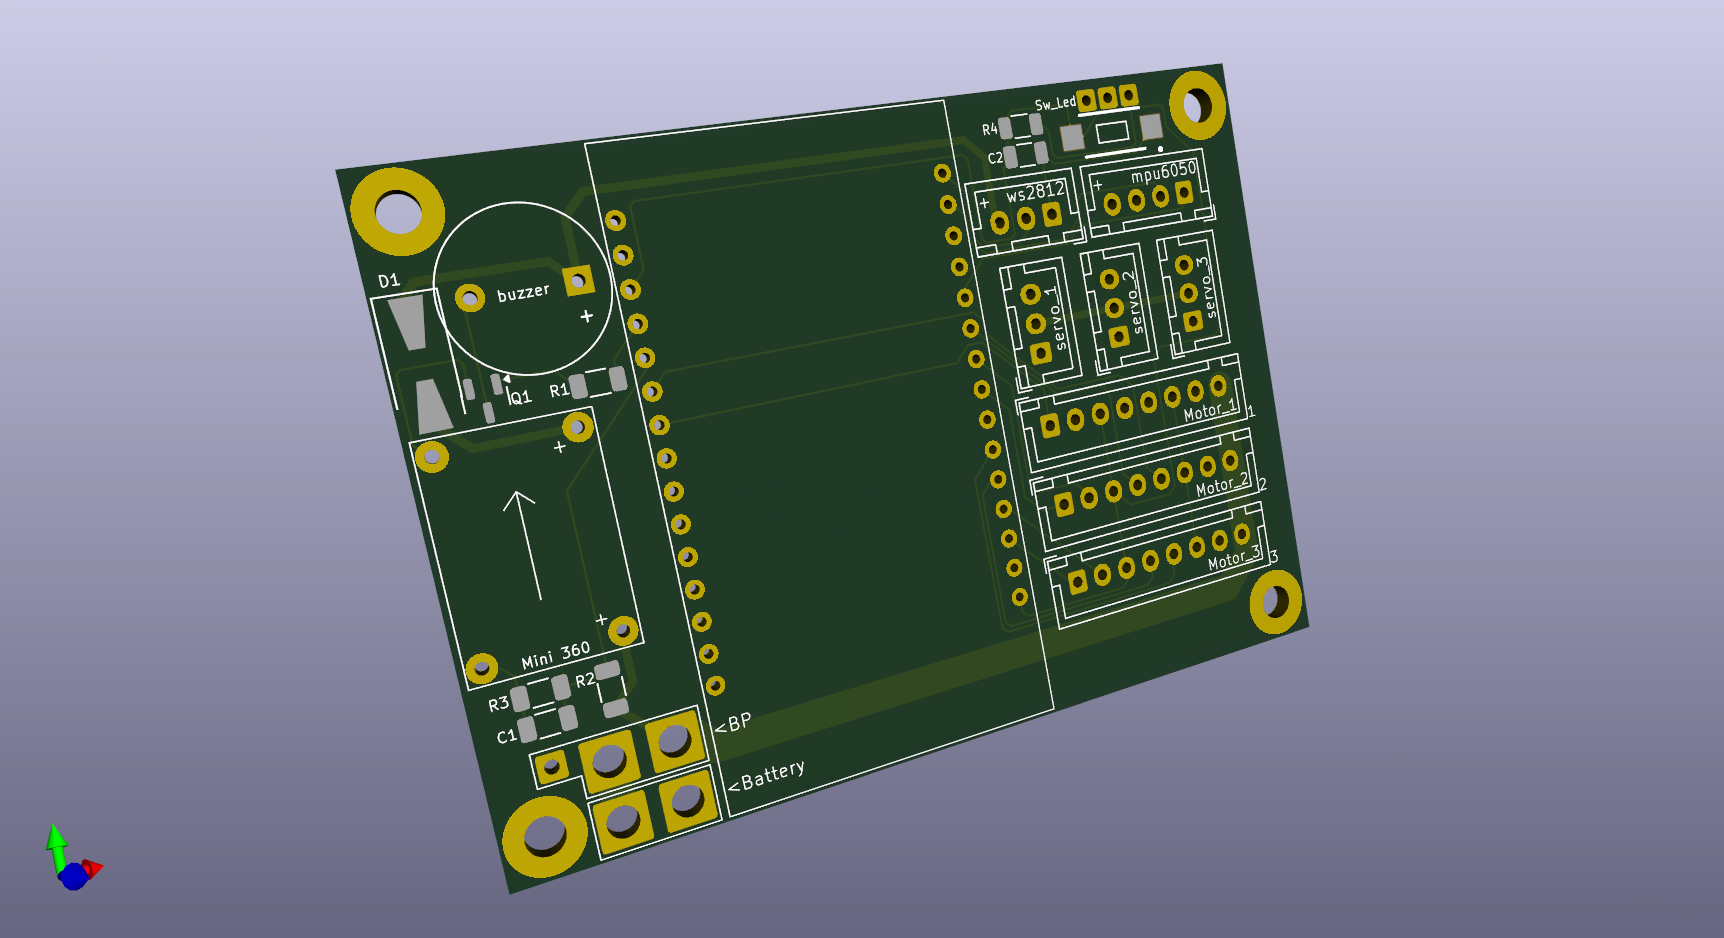 Sw_Led
R4
C2
ws2812
+
mpu6050
+
D1
buzzer
+
Q1
R1
servo_1
servo_2
servo_3
Motor_1
1
Motor_2
2
Motor_3
3
+
+
Mini 360
R3
R2
C1
<BP
<Battery